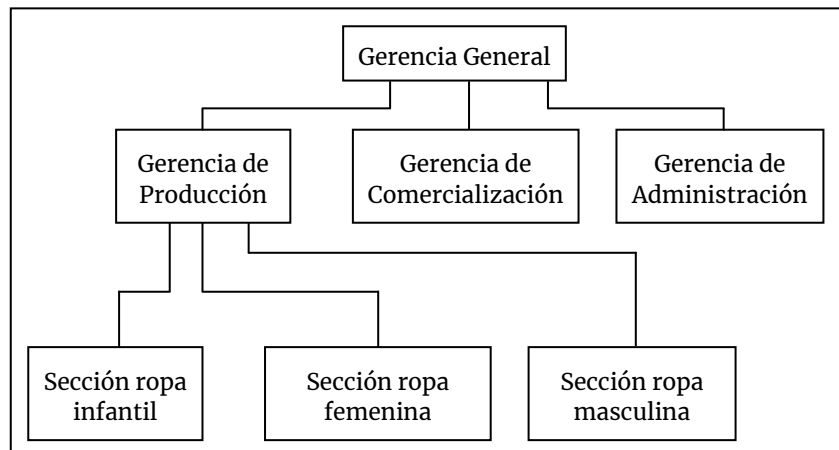 Gerencia General
Gerencia de
Producción
Gerencia de
Comercialización
Gerencia de
Administración
Sección ropa
infantil
Sección ropa
femenina
Sección ropa
masculina